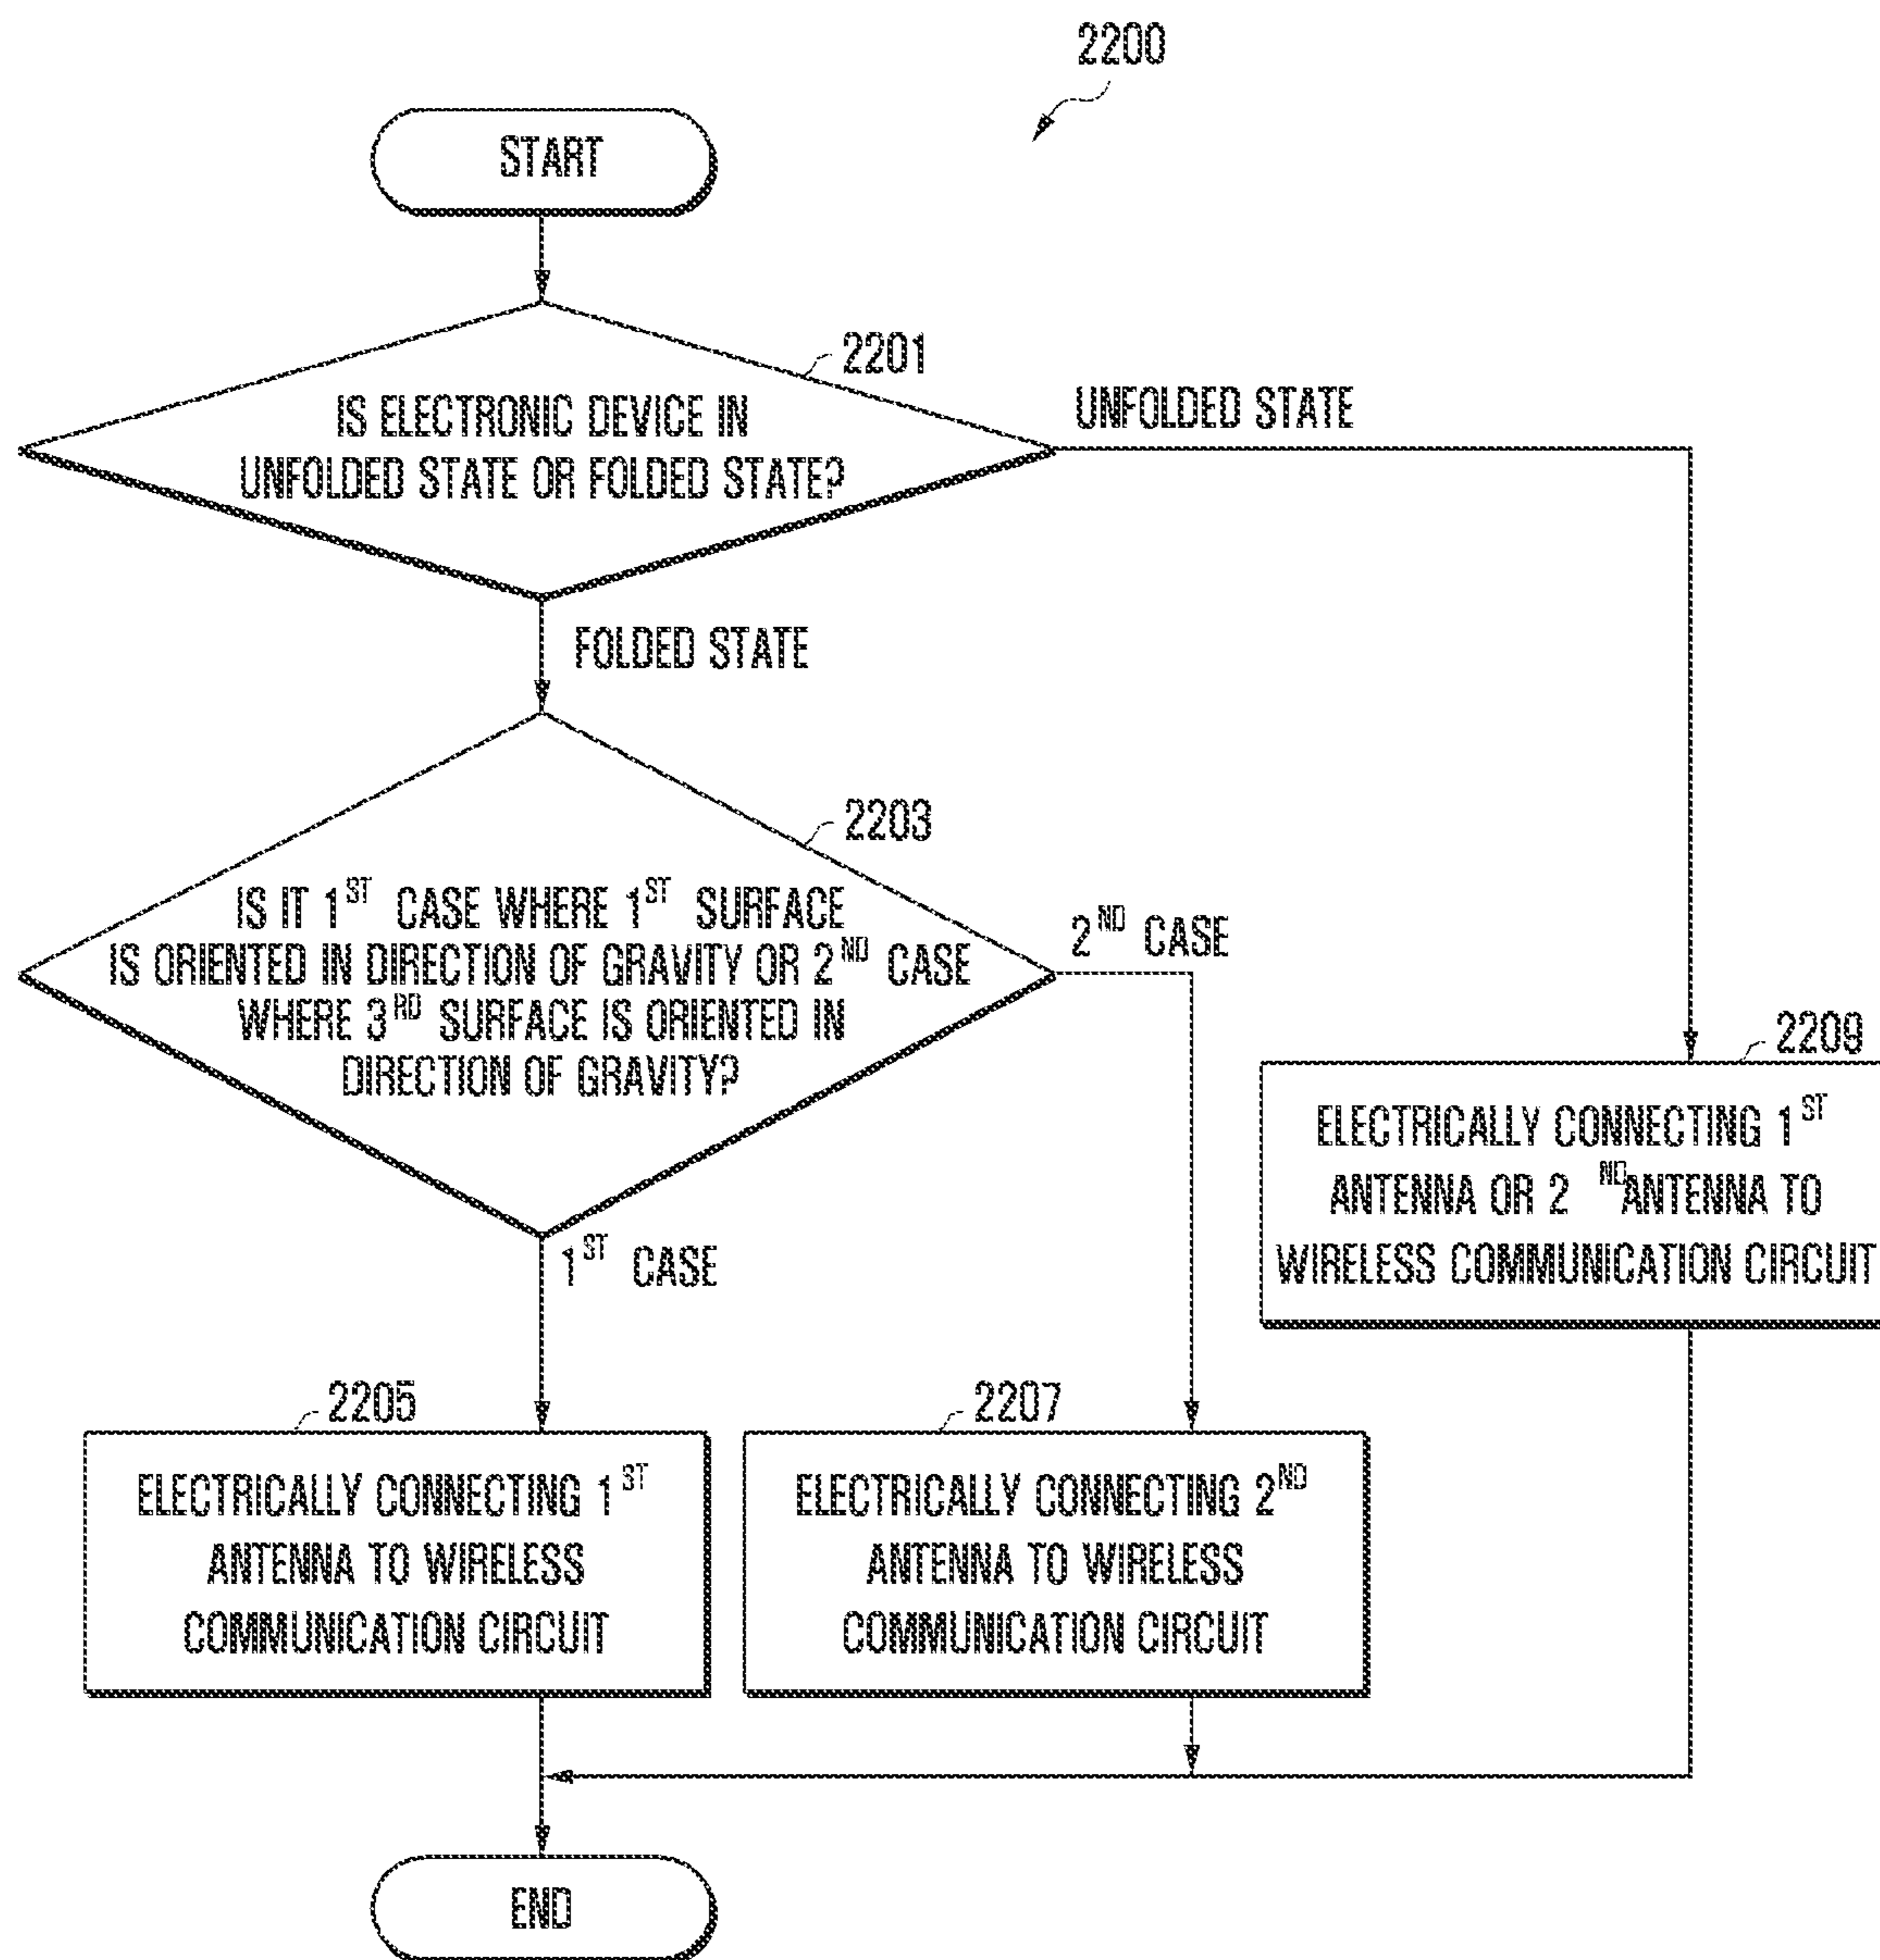 2200
START
2201
IS ELECTRONIC DEVICE IN
UNFOLDED STATE OR FOLDED STATE?
UNFOLDED STATE
FOLDED STATE
2203
IS IT 1ST CASE WHERE 1ST SURFACE
IS ORIENTED IN DIRECTION OF GRAVITY OR 2ND CASE
WHERE 3RD SURFACE IS ORIENTED IN
DIRECTION OF GRAVITY?
2ND CASE
1ST CASE
2209
ELECTRICALLY CONNECTING 1ST
ANTENNA OR 2 ND ANTENNA TO
WIRELESS COMMUNICATION CIRCUIT
2205
ELECTRICALLY CONNECTING 1ST
ANTENNA TO WIRELESS
COMMUNICATION CIRCUIT
2207
ELECTRICALLY CONNECTING 2ND
ANTENNA TO WIRELESS
COMMUNICATION CIRCUIT
END